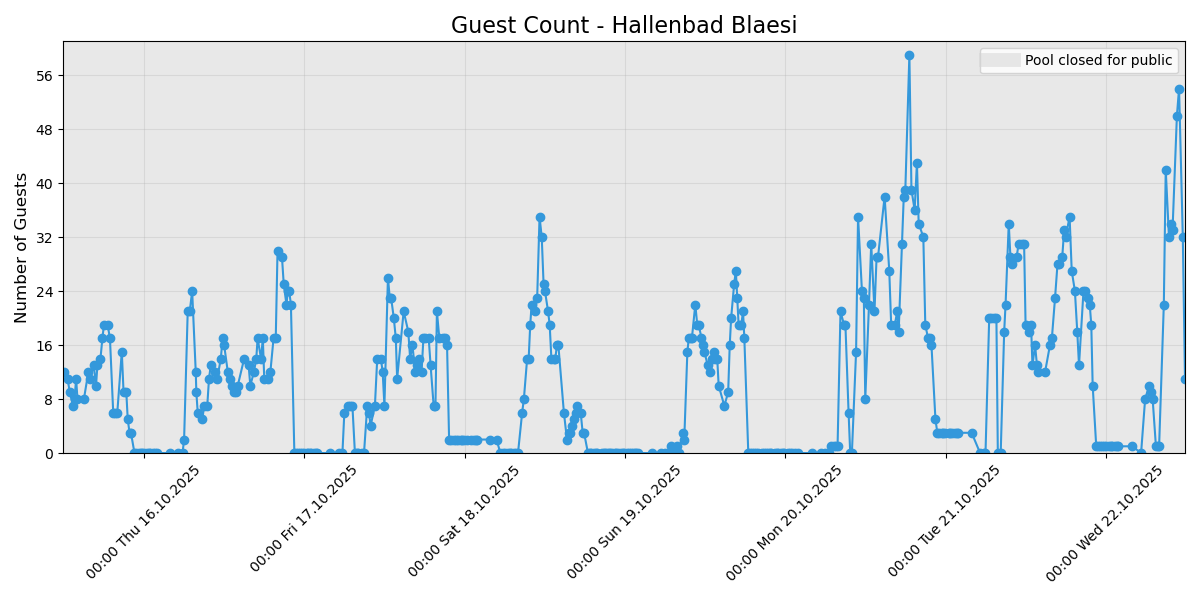 Guest Count - Hallenbad Blaesi
Pool closed for public
Number of Guests
56
48
40
32
24
16
8
0
00:00 Thu 16.10.2025
00:00 Fri 17.10.2025
00:00 Sat 18.10.2025
00:00 Sun 19.10.2025
00:00 Mon 20.10.2025
00:00 Tue 21.10.2025
00:00 Wed 22.10.2025